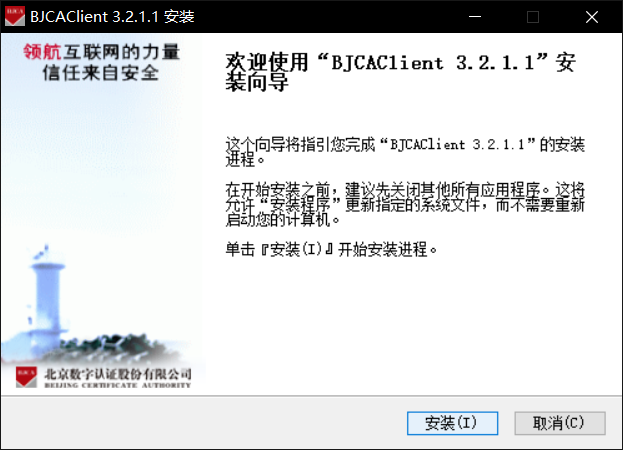 BJCAClient 3.2.1.1 安装
领航互联网的力量
信任来自安全
欢迎使用“BJCAClient 3.2.1.1”安
装向导
这个向导将指引您完成“BJCAClient 3.2.1.1”的安装
进程。
在开始安装之前，建议先关闭其他所有应用程序。这将
允许“安装程序”更新指定的系统文件，而不需要重新
启动您的计算机。
单击『安装(I)』开始安装进程。
BJCA
北京数字认证股份有限公司
BEIJING CERTIFICATE AUTHORITY
安装(I)
取消(C)